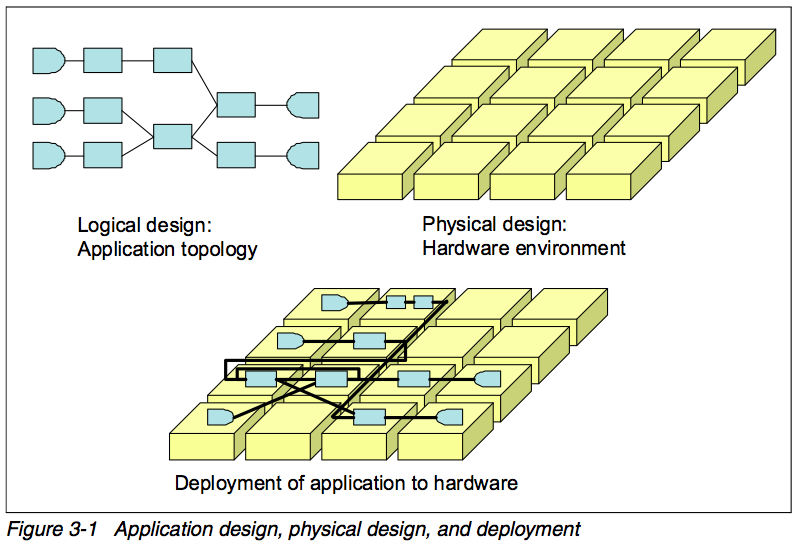 Logical design:
Application topology
Physical design:
Hardware environment
Deployment of application to hardware
Figure 3-1 Application design, physical design, and deployment